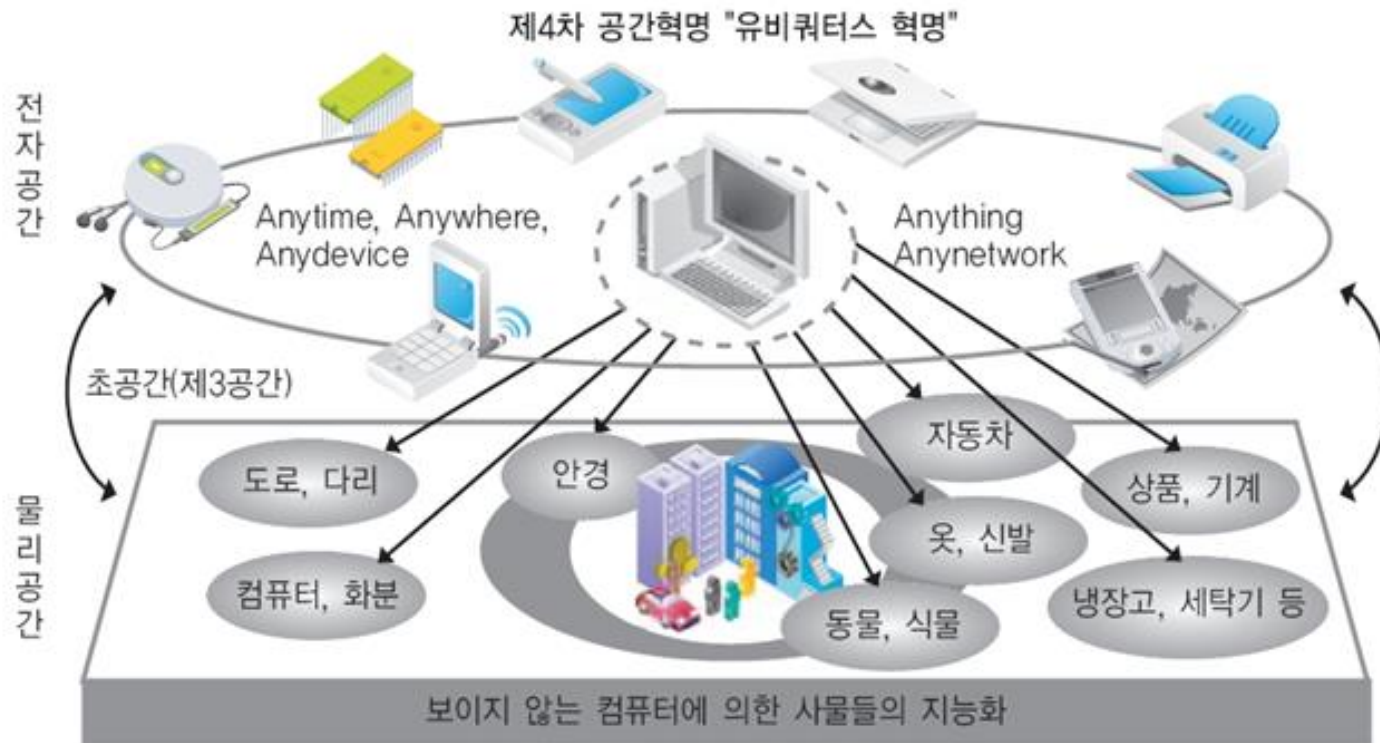 제4차 공간혁명 "유비쿼터스 혁명"
전자공간
Anytime, Anywhere,
Anydevice
Anything
Anynetwork
초공간(제3공간)
물리공간
도로, 다리
안경
자동차
상품, 기계
옷, 신발
컴퓨터, 화분
동물, 식물
냉장고, 세탁기 등
보이지 않는 컴퓨터에 의한 사물들의 지능화